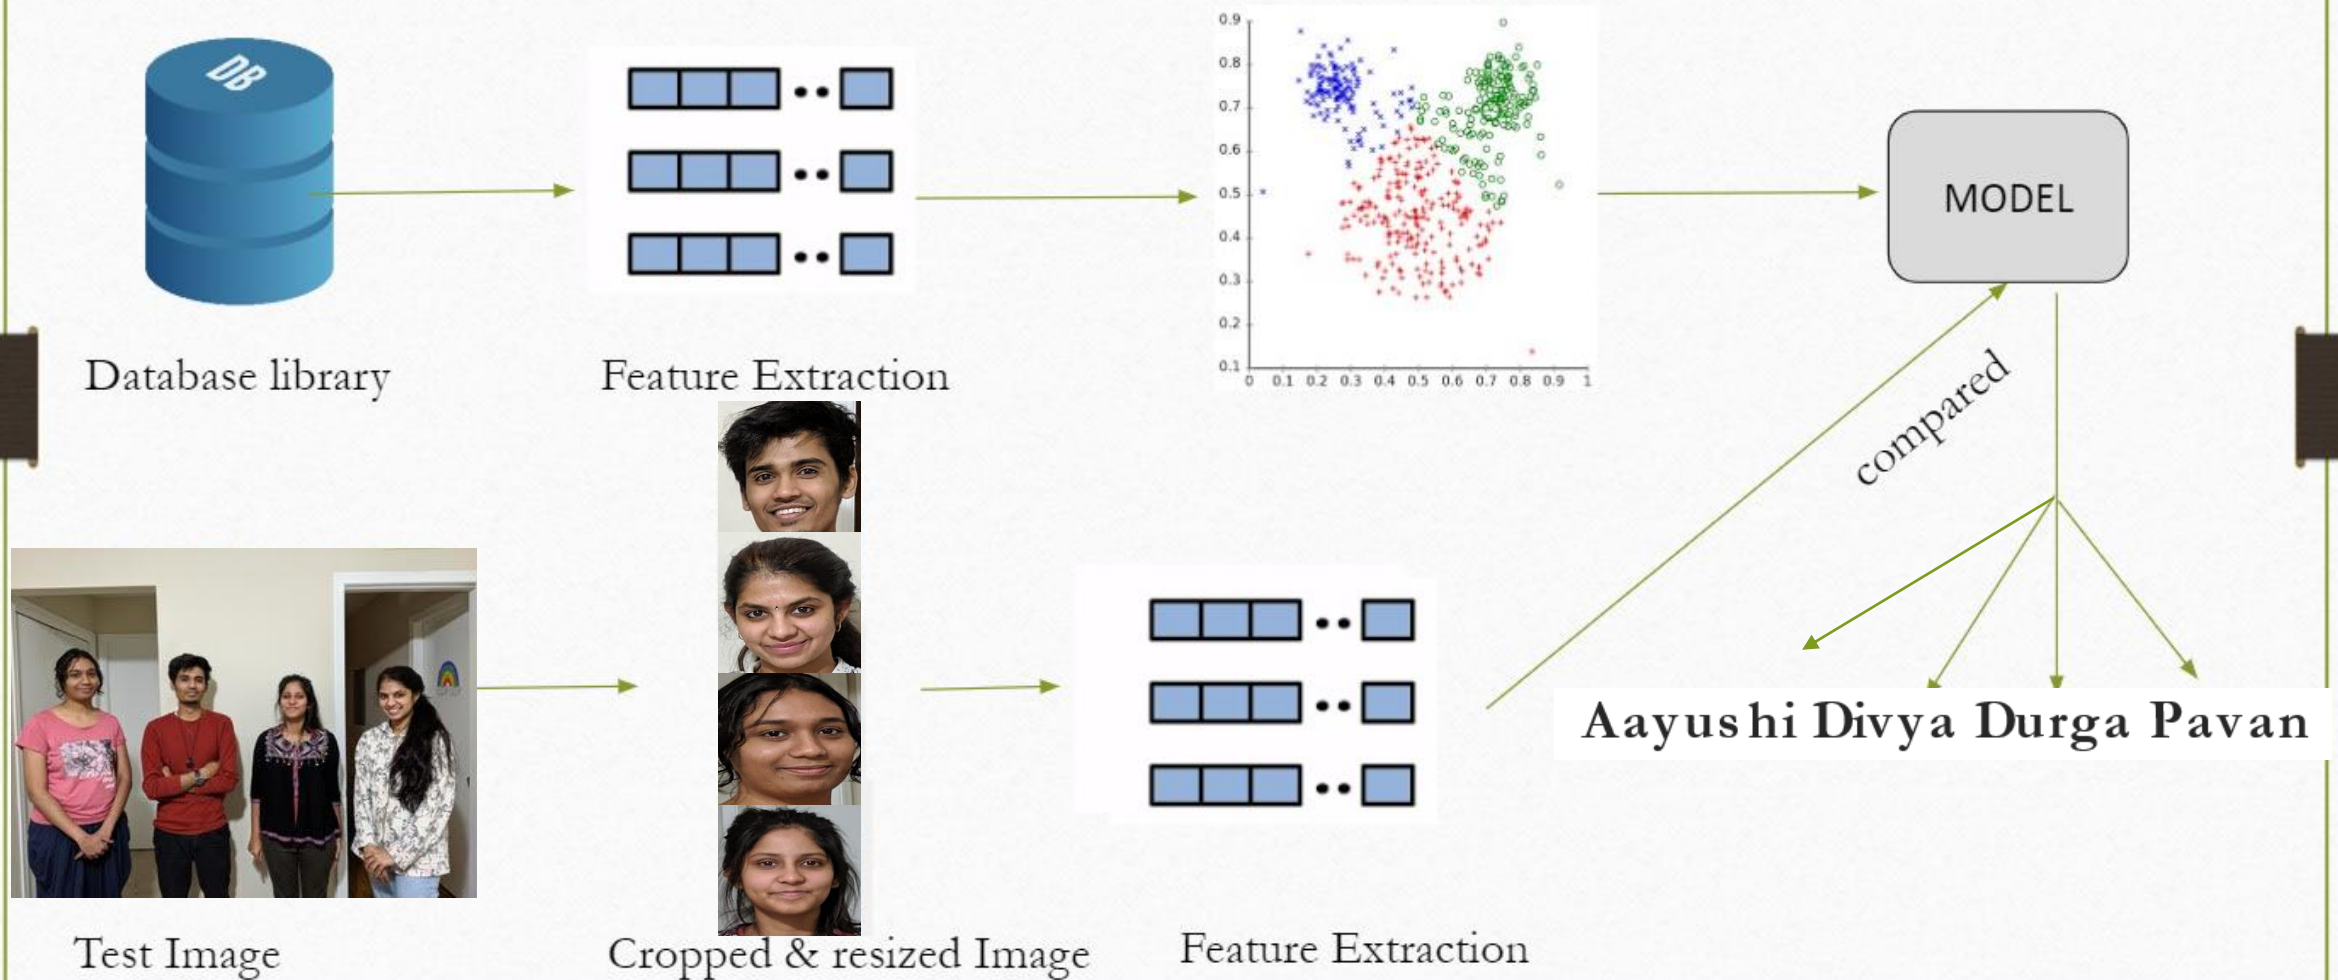 DB
Database library
Feature Extraction
0.9
0.8
0.7
0.6
0.5
0.4
0.3
0.2
0.1
0 0.1 0.2 0.3 0.4 0.5 0.6 0.7 0.8 0.9 1
MODEL
compared
Test Image
Cropped & resized Image
Feature Extraction
Aayushi Divya Durga Pavan